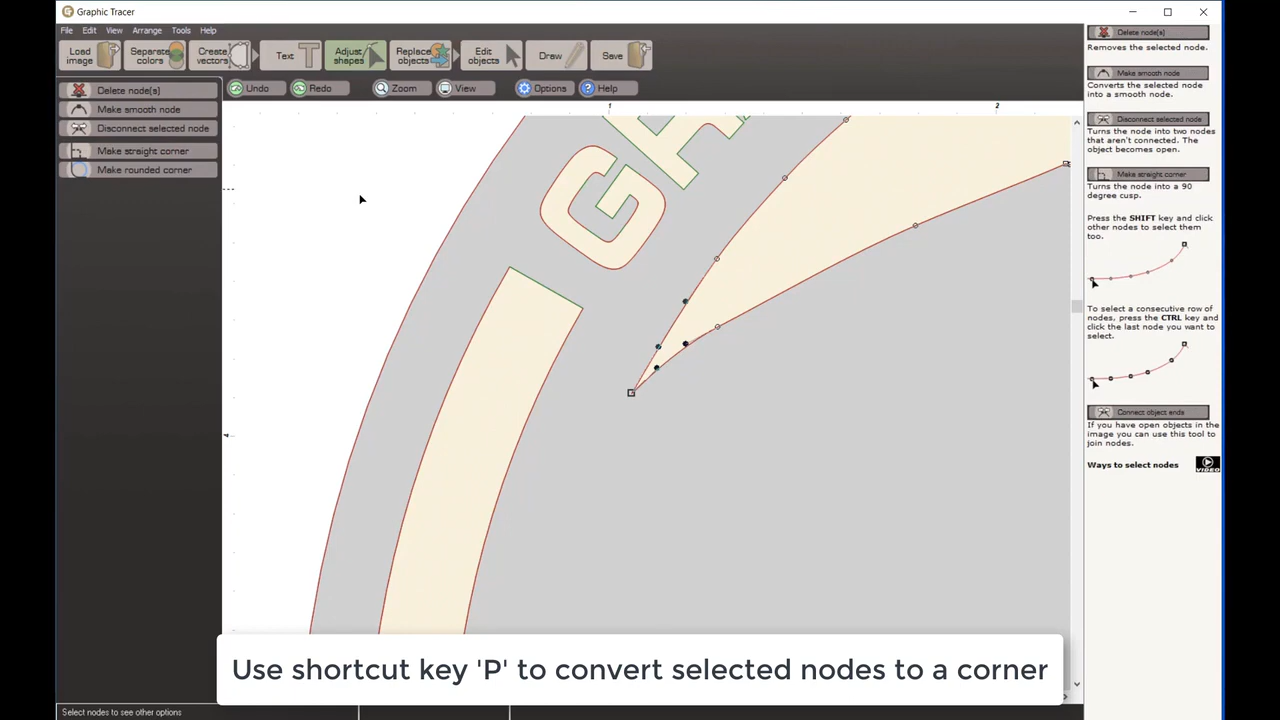 Graphic Tracer
File Edit View Arrange Tools Help
Load image
Separate colors
Create vectors
Text
Adjust shapes
Replace objects
Edit objects
Draw
Save
Undo
Redo
Zoom
View
Options
Help
Delete node(s)
Make smooth node
Disconnect selected node
Make straight corner
Make rounded corner
1
2
4
G
Delete node(s)
Removes the selected node.
Make smooth node
Converts the selected node
into a smooth node.
Disconnect selected node
Turns the node into two nodes
that aren't connected. The
object becomes open.
Make straight corner
Turns the node into a 90
degree cusp.
Press the SHIFT key and click
other nodes to select them
too.
To select a consecutive row of
nodes, press the CTRL key and
click the last node you want to
select.
Connect object ends
If you have open objects in the
image you can use this tool to
join nodes.
Ways to select nodes
VIDEO
Use shortcut key 'P' to convert selected nodes to a corner
Select nodes to see other options